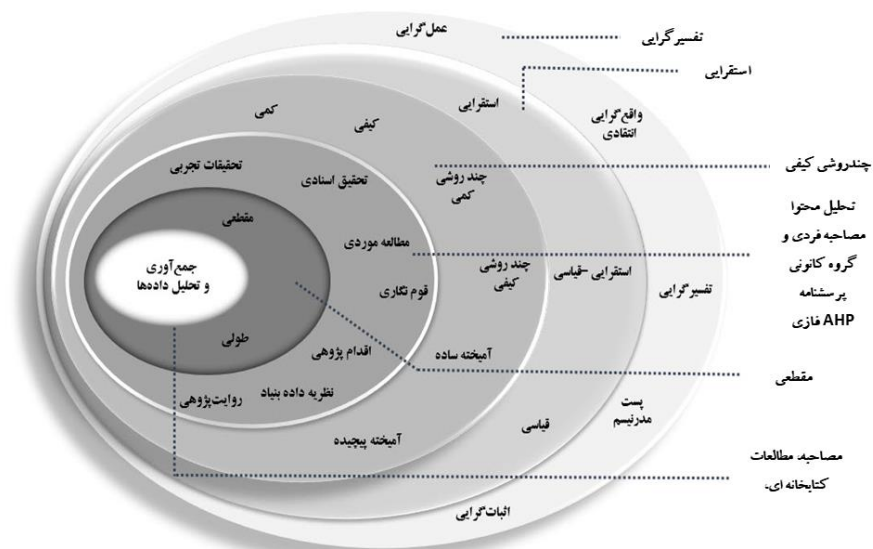 عمل‌گرایی
تفسیرگرایی
استقرایی
استقرایی
واقع‌گرایی
انتقادی
کمی
کیفی
چندروشی کیفی
تحقیقات تجربی
تحقیق اسنادی
چند روشی
کمی
تحلیل محتوا
مصاحبه فردی و
گروه کانونی
پرسشنامه
AHP فازی
مقطعی
مطالعه موردی
جمع‌آوری
و تحلیل داده‌ها
چند روشی
کیفی
استقرایی -قیاسی
تفسیرگرایی
قوم نگاری
طولی
اقدام پژوهی
آمیخته ساده
مقطعی
روایت‌پژوهی
نظریه داده بنیاد
پست
مدرنیسم
قیاسی
آمیخته پیچیده
مصاحبه، مطالعات
کتابخانه ای،
اثبات‌گرایی